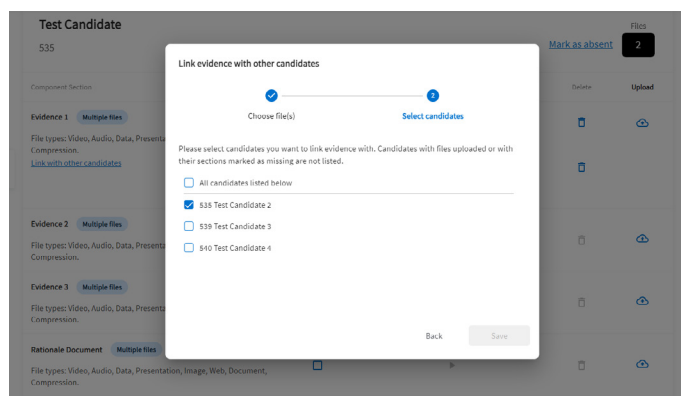 Test Candidate
Files
535
Mark as absent
2
Link evidence with other candidates
Component Section
Delete
Upload
2
Choose file(s)
Select candidates
Evidence 1
Multiple files
File types: Video, Audio, Data, Presenta
Compression.
Link with other candidates
Please select candidates you want to link evidence with. Candidates with files uploaded or with
their sections marked as missing are not listed.
All candidates listed below
535 Test Candidate 2
539 Test Candidate 3
540 Test Candidate 4
Evidence 2
Multiple files
File types: Video, Audio, Data, Presenta
Compression.
Evidence 3
Multiple files
File types: Video, Audio, Data, Presenta
Compression.
Back
Save
Rationale Document
Multiple files
File types: Video, Audio, Data, Presentation, Image, Web, Document,
Compression.